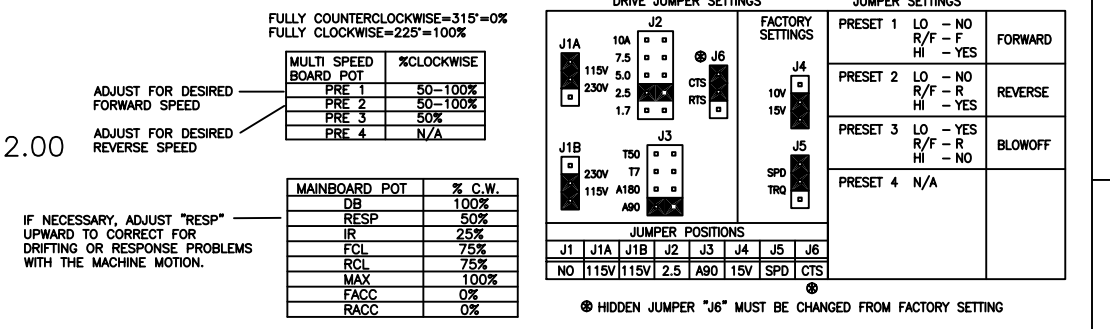 FULLY COUNTERCLOCKWISE=315°=0%
FULLY CLOCKWISE=225°=100%
MULTI SPEED BOARD POT %CLOCKWISE
PRE 1 50-100%
PRE 2 50-100%
PRE 3 50%
PRE 4 N/A
ADJUST FOR DESIRED
FORWARD SPEED
ADJUST FOR DESIRED
REVERSE SPEED
2.00
MAINBOARD POT % C.W.
DB 100%
RESP 50%
IR 25%
FCL 75%
RCL 75%
MAX 100%
FACC 0%
RACC 0%
IF NECESSARY, ADJUST "RESP"
UPWARD TO CORRECT FOR
DRIFTING OR RESPONSE PROBLEMS
WITH THE MACHINE MOTION.
DRIVE JUMPER SETTINGS
J1A
115V
230V
J2
10A
7.5
5.0
2.5
1.7
⊛ J6
CTS
RTS
FACTORY
SETTINGS
J4
10V
15V
J1B
230V
115V
J3
T50
T7
A180
A90
J5
SPD
TRQ
JUMPER POSITIONS
J1 J1A J1B J2 J3 J4 J5 J6
NO 115V 115V 2.5 A90 15V SPD CTS
⊛
⊛ HIDDEN JUMPER "J6" MUST BE CHANGED FROM FACTORY SETTING
JUMPER SETTINGS
PRESET 1 LO - NO
R/F - F
HI - YES
FORWARD
PRESET 2 LO - NO
R/F - R
HI - YES
REVERSE
PRESET 3 LO - YES
R/F - R
HI - NO
BLOWOFF
PRESET 4 N/A